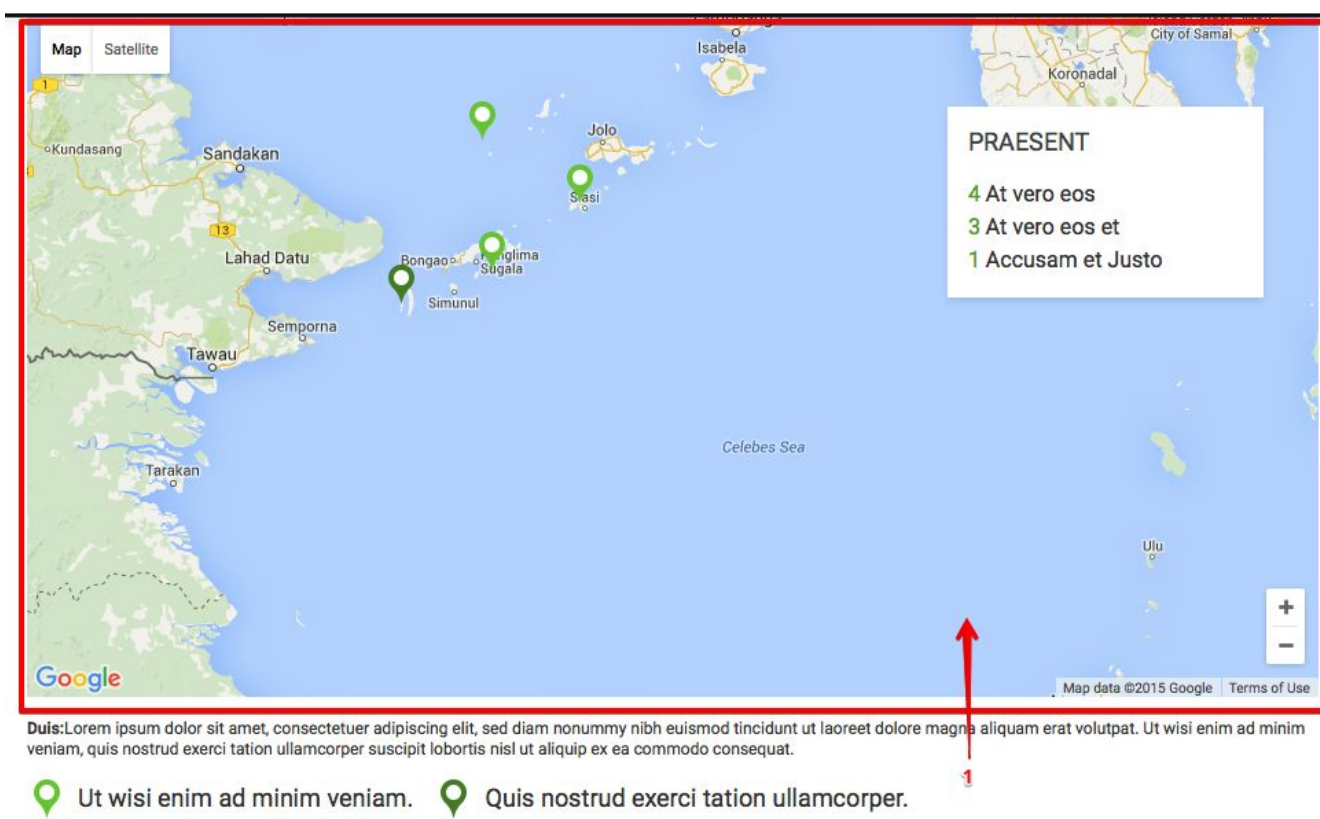 Map Satellite
Isabela
City of Samal
Koronadal
1
Kundasang
Sandakan
Jolo
PRAESENT
4 At vero eos
3 At vero eos et
1 Accusam et Justo
Siasi
13
Lahad Datu
Bongao
Sugala
Simunul
Semporna
Tawau
Celebes Sea
Tarakan
Ulu
+
−
Google
Map data ©2015 Google Terms of Use
Duis:Lorem ipsum dolor sit amet, consectetuer adipiscing elit, sed diam nonummy nibh euismod tincidunt ut laoreet dolore magna aliquam erat volutpat. Ut wisi enim ad minim
veniam, quis nostrud exerci tation ullamcorper suscipit lobortis nisl ut aliquip ex ea commodo consequat.
1
Ut wisi enim ad minim veniam. Quis nostrud exerci tation ullamcorper.